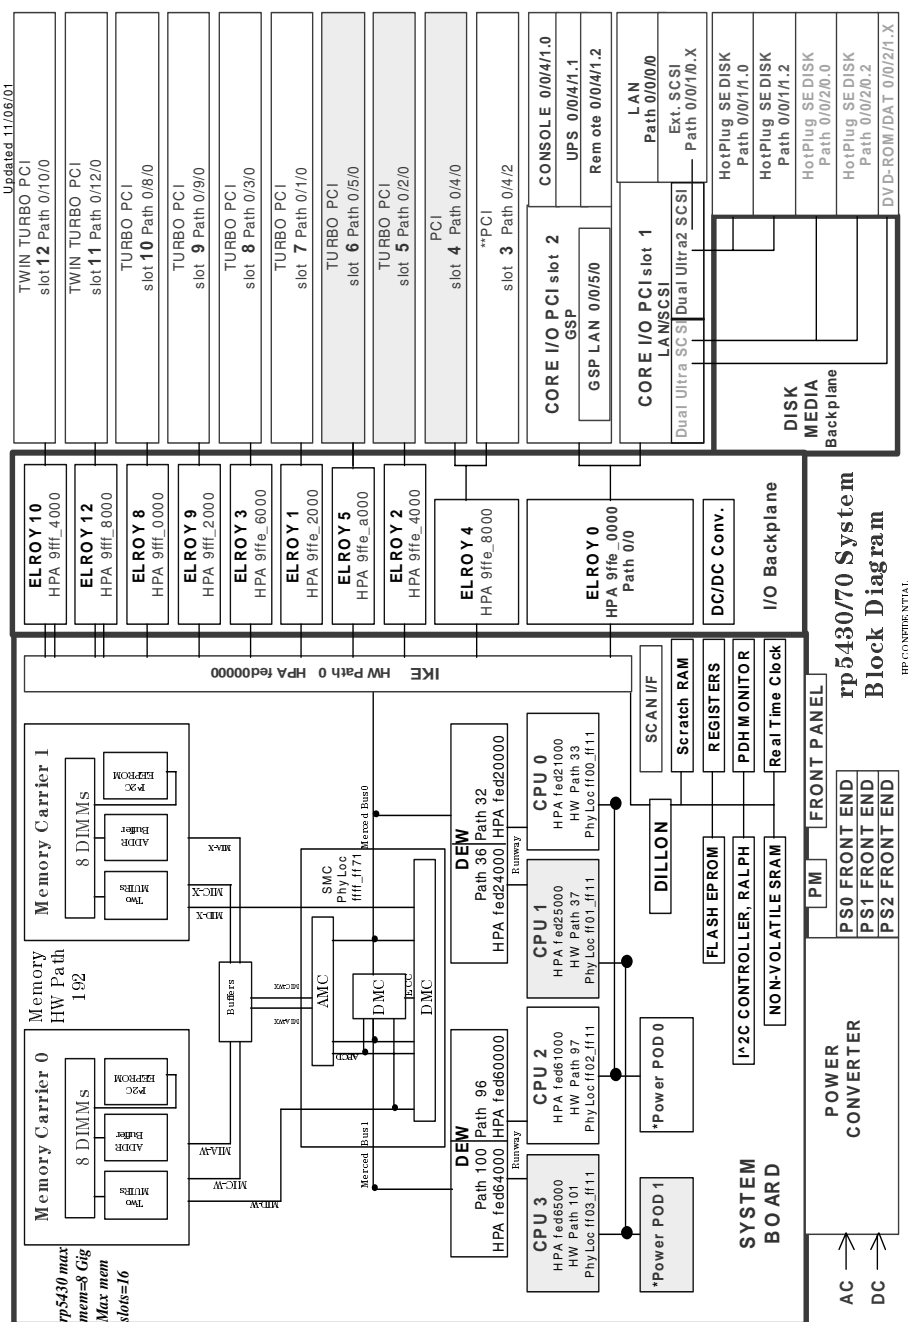 Updated 11/06/01
TWIN TURBO PCI
slot 12 Path 0/10/0
TWIN TURBO PCI
slot 11 Path 0/12/0
TURBO PCI
slot 10 Path 0/8/0
TURBO PCI
slot 9 Path 0/9/0
TURBO PCI
slot 8 Path 0/3/0
TURBO PCI
slot 7 Path 0/1/0
TURBO PCI
slot 6 Path 0/5/0
TURBO PCI
slot 5 Path 0/2/0
PCI
slot 4 Path 0/4/0
**PCI
slot 3 Path 0/4/2
CORE I/O PCI slot 2
GSP
GSP LAN 0/0/5/0
CONSOLE 0/0/4/1.0
UPS 0/0/4/1.1
Remote 0/0/4/1.2
CORE I/O PCI slot 1
LAN/SCSI
Dual Ultra SCSI
Dual Ultra2 SCSI
LAN
Path 0/0/0/0
Ext. SCSI
Path 0/0/1/0.X
HotPlug SE DISK
Path 0/0/1/1.0
HotPlug SE DISK
Path 0/0/1/1.2
HotPlug SE DISK
Path 0/0/2/0.0
HotPlug SE DISK
Path 0/0/2/0.2
DVD-ROM/DAT 0/0/2/1.X
DISK
MEDIA
Backplane
ELROY 10
HPA 9fff_4000
ELROY 12
HPA 9fff_8000
ELROY 8
HPA 9fff_0000
ELROY 9
HPA 9fff_2000
ELROY 3
HPA 9ffe_6000
ELROY 1
HPA 9ffe_2000
ELROY 5
HPA 9ffe_a000
ELROY 2
HPA 9ffe_4000
ELROY 4
HPA 9ffe_8000
ELROY 0
HPA 9ffe_0000
Path 0/0
DC/DC Conv.
I/O Backplane
IKE HW Path 0 HPA fed00000
Memory Carrier 1
8 DIMMs
Two
MUIRs
ADDR
Buffer
I^2C
EEPROM
Memory
HW Path
192
Memory Carrier 0
8 DIMMs
Two
MUIRs
ADDR
Buffer
I^2C
EEPROM
MIA-X
MIC-X
MID-X
MIA-W
MIC-W
MID-W
Buffers
MIC-WX
MIA-WX
SMC
Phy Loc
ffff_ff71
AMC
DMC
ECC
DMC
ABCD
Merced Bus0
Merced Bus1
DEW
Path 36 Path 32
HPA fed24000 HPA fed20000
Runway
DEW
Path 100 Path 96
HPA fed64000 HPA fed60000
Runway
CPU 0
HPA fed21000
HW Path 33
Phy Loc ff00_ff11
CPU 1
HPA fed25000
HW Path 37
Phy Loc ff01_ff11
CPU 2
HPA fed61000
HW Path 97
Phy Loc ff02_ff11
CPU 3
HPA fed65000
HW Path 101
Phy Loc ff03_ff11
*Power POD 0
*Power POD 1
DILLON
SCAN I/F
Scratch RAM
REGISTERS
PDH MONITOR
Real Time Clock
FLASH EPROM
I^2C CONTROLLER, RALPH
NON-VOLATILE SRAM
SYSTEM
BOARD
rp5430 max
mem=8 Gig
Max mem
slots=16
PM
FRONT PANEL
PS0 FRONT END
PS1 FRONT END
PS2 FRONT END
POWER
CONVERTER
AC
DC
rp5430/70 System
Block Diagram
HP CONFIDENTIAL